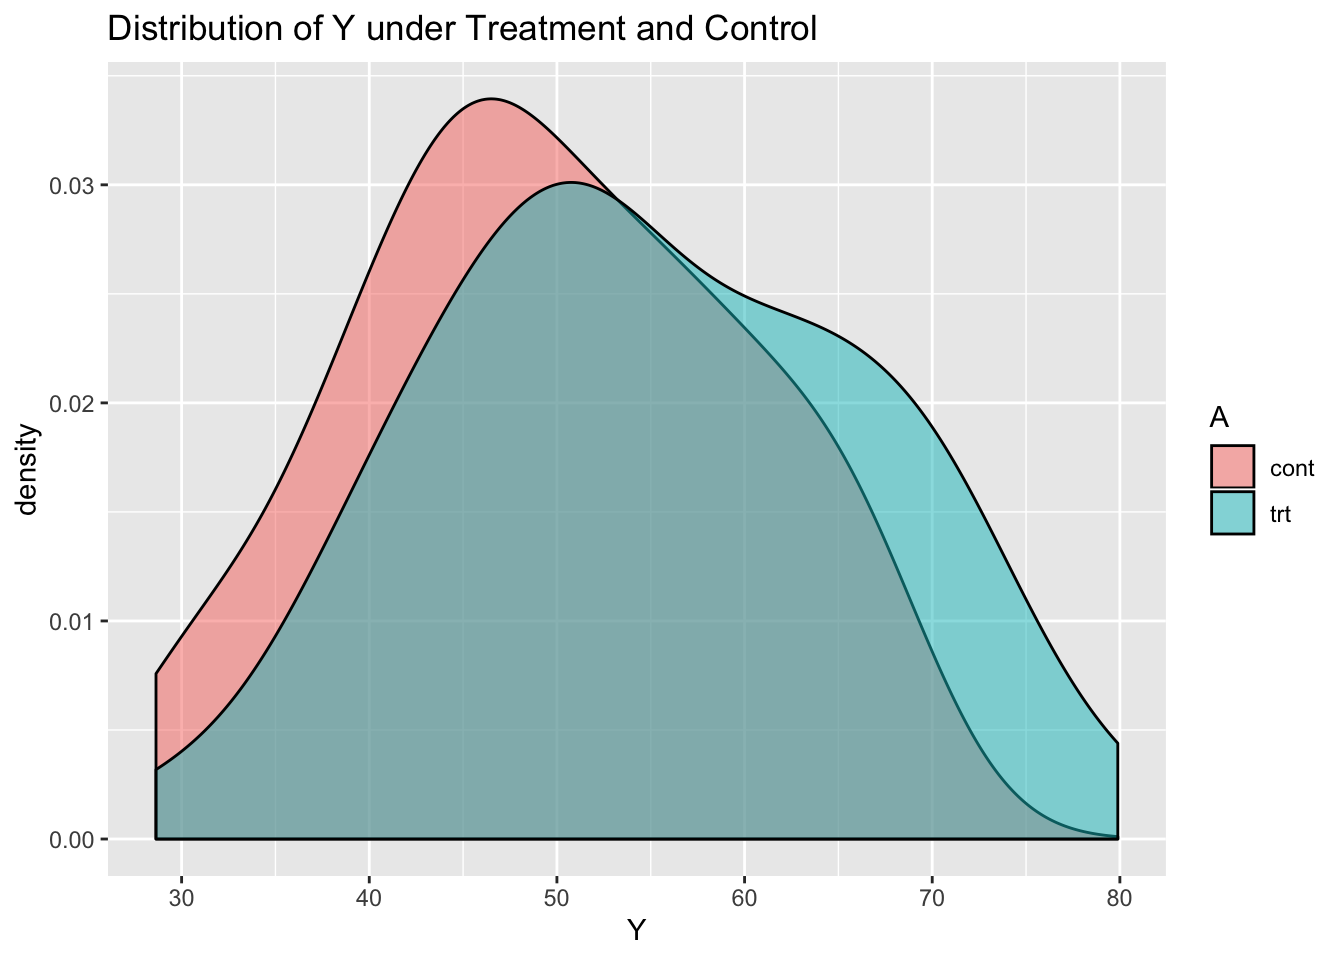 Distribution of Y under Treatment and Control
density
0.03
0.02
0.01
0.00
30 40 50 60 70 80
Y
A
cont
trt